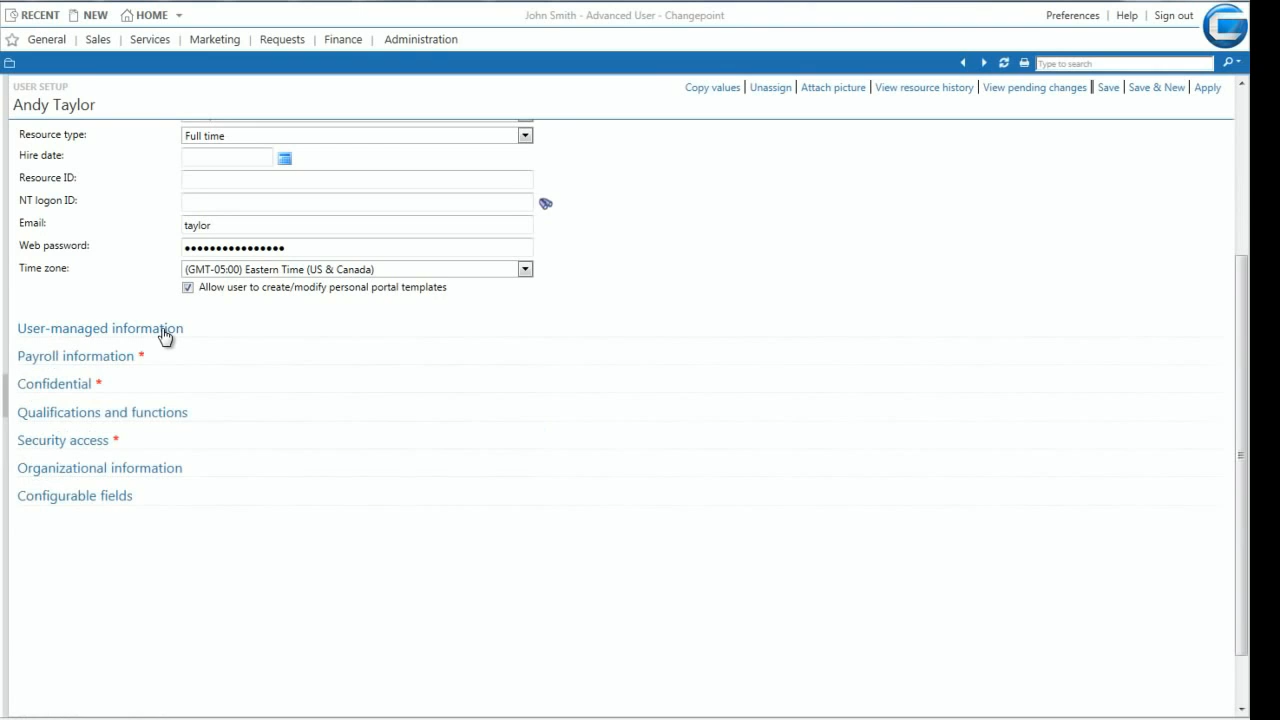 RECENT NEW HOME John Smith - Advanced User - Changepoint Preferences | Help | Sign out
General | Sales | Services | Marketing | Requests | Finance | Administration
Type to search
USER SETUP
Andy Taylor
Copy values | Unassign | Attach picture | View resource history | View pending changes | Save | Save & New | Apply
Resource type: Full time
Hire date:
Resource ID:
NT logon ID:
Email: taylor
Web password: ●●●●●●●●●●●●●●●●
Time zone: (GMT-05:00) Eastern Time (US & Canada)
Allow user to create/modify personal portal templates
User-managed information
Payroll information *
Confidential *
Qualifications and functions
Security access *
Organizational information
Configurable fields